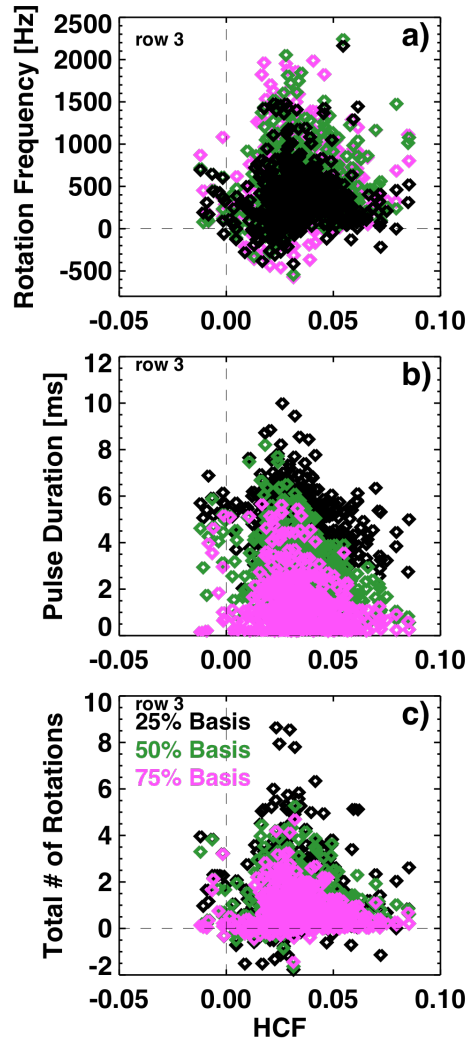 Rotation Frequency [Hz]
row 3
a)
2500
2000
1500
1000
500
0
-500
-0.05 0.00 0.05 0.10
Pulse Duration [ms]
row 3
b)
12
10
8
6
4
2
0
-0.05 0.00 0.05 0.10
Total # of Rotations
row 3
c)
25% Basis
50% Basis
75% Basis
10
8
6
4
2
0
-2
-0.05 0.00 0.05 0.10
HCF